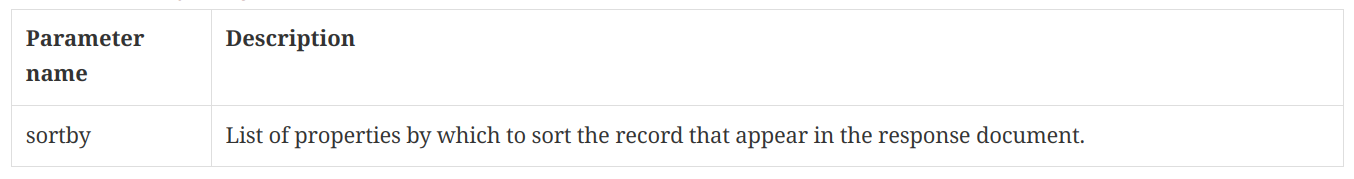 Parameter name
Description
sortby
List of properties by which to sort the record that appear in the response document.